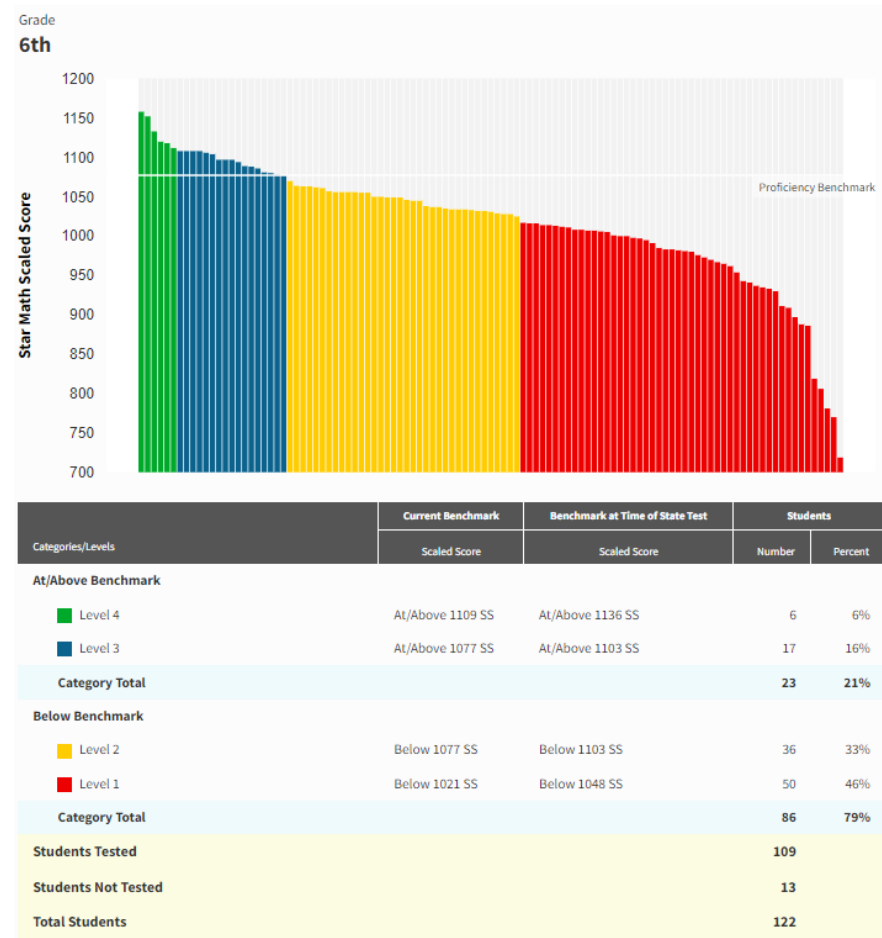 Grade
6th
1200
1150
1100
1050
1000
950
900
850
800
750
700
Star Math Scaled Score
Proficiency Benchmark
Current Benchmark Benchmark at Time of State Test Students
Categories/Levels Scaled Score Scaled Score Number Percent
At/Above Benchmark
Level 4 At/Above 1109 SS At/Above 1136 SS 6 6%
Level 3 At/Above 1077 SS At/Above 1103 SS 17 16%
Category Total 23 21%
Below Benchmark
Level 2 Below 1077 SS Below 1103 SS 36 33%
Level 1 Below 1021 SS Below 1048 SS 50 46%
Category Total 86 79%
Students Tested 109
Students Not Tested 13
Total Students 122